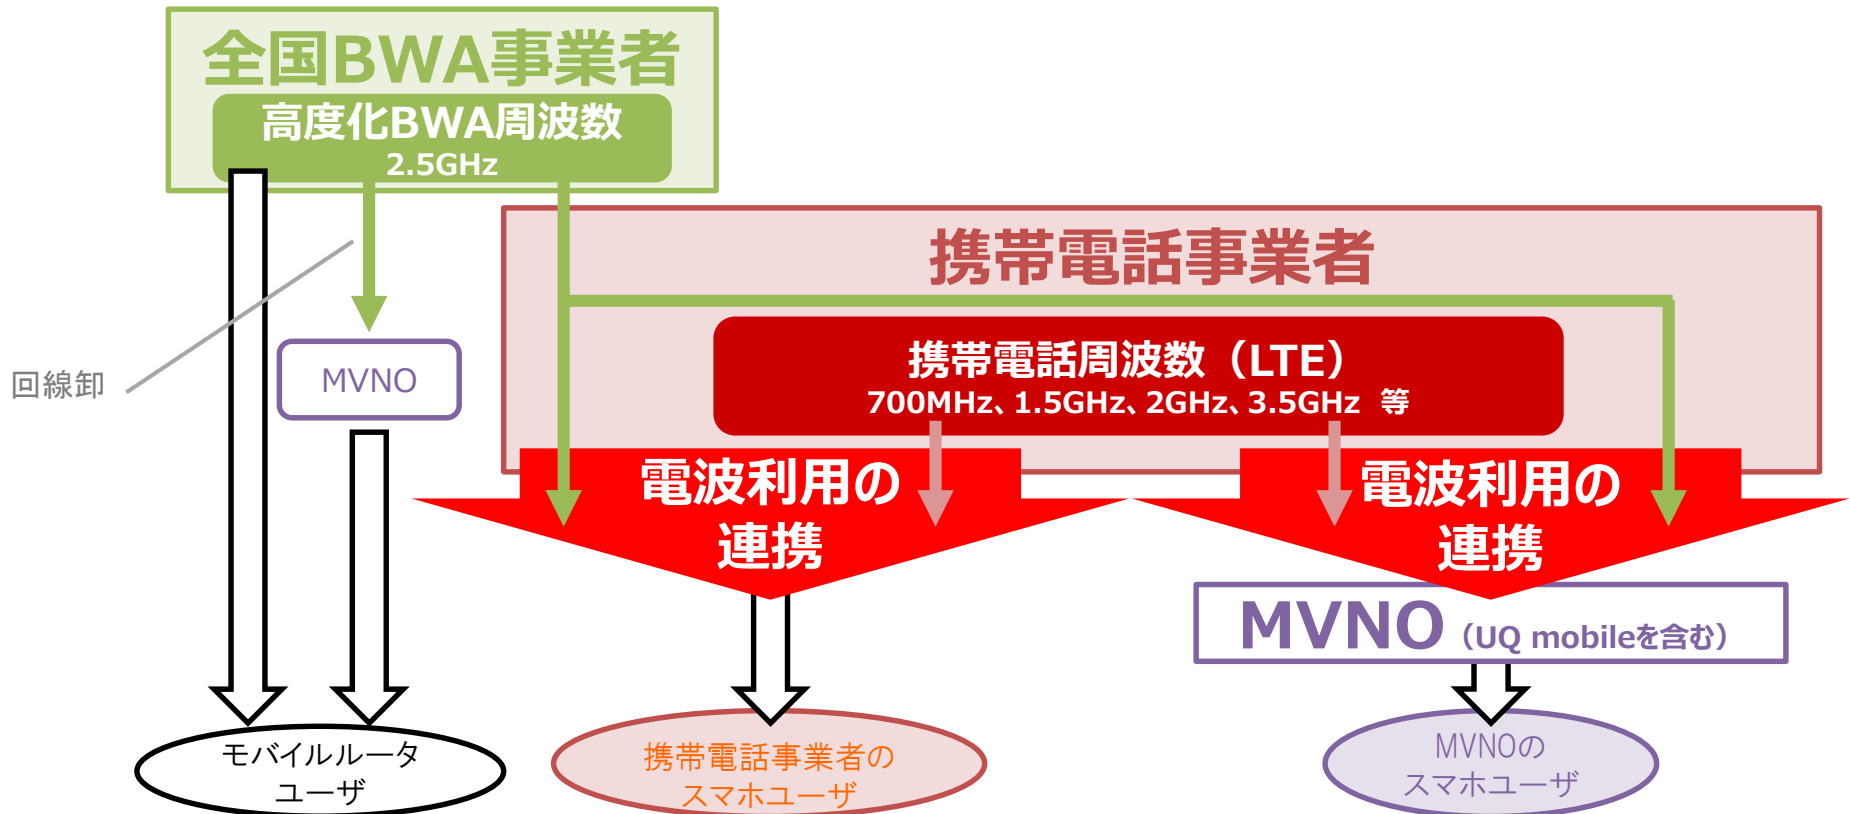 全国BWA事業者
高度化BWA周波数
2.5GHz
携帯電話事業者
回線卸
MVNO
携帯電話周波数（LTE）
700MHz、1.5GHz、2GHz、3.5GHz 等
電波利用の
連携
電波利用の
連携
MVNO（UQ mobileを含む）
モバイルルータ
ユーザ
携帯電話事業者の
スマホユーザ
MVNOの
スマホユーザ